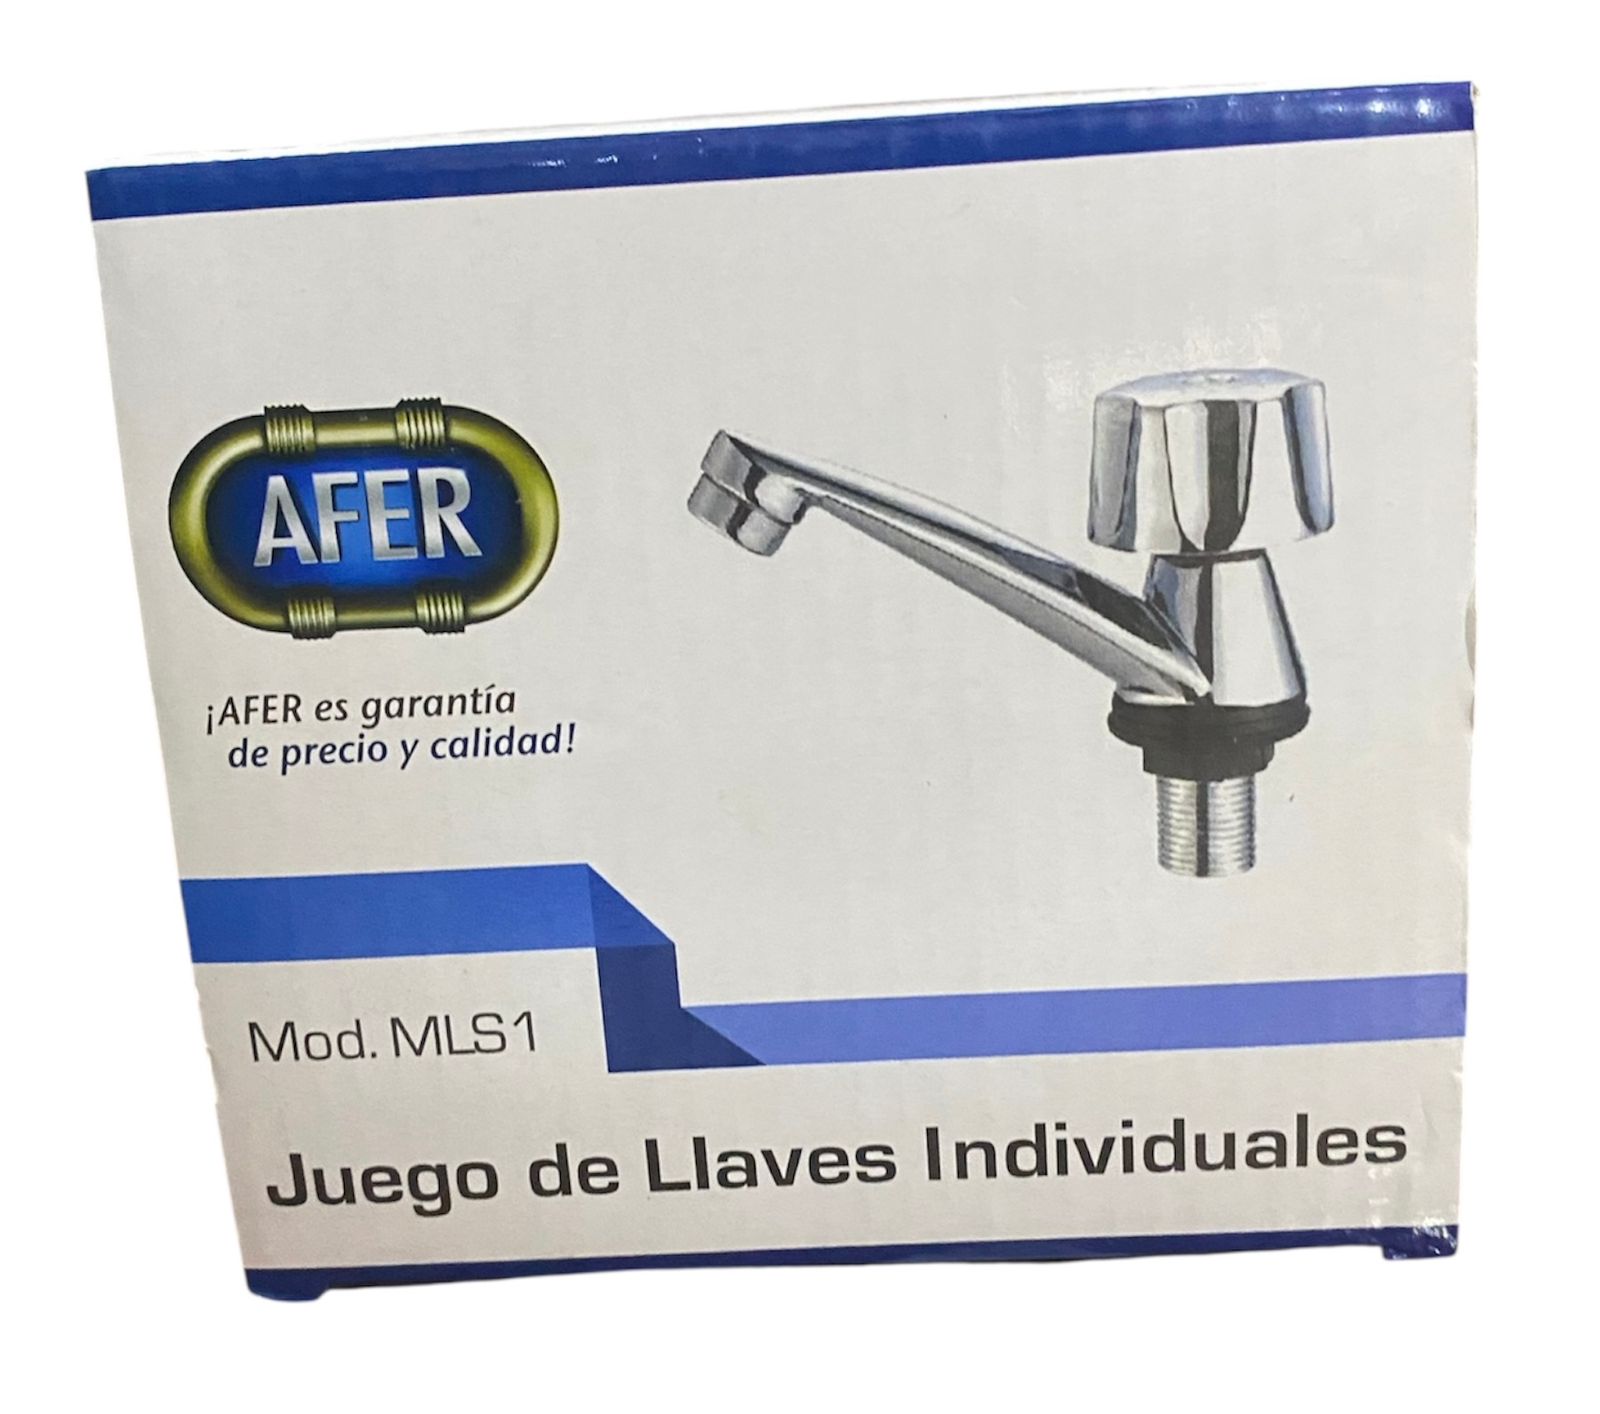 AFER
¡AFER es garantía
de precio y calidad!
Mod. MLS1
Juego de Llaves Individuales